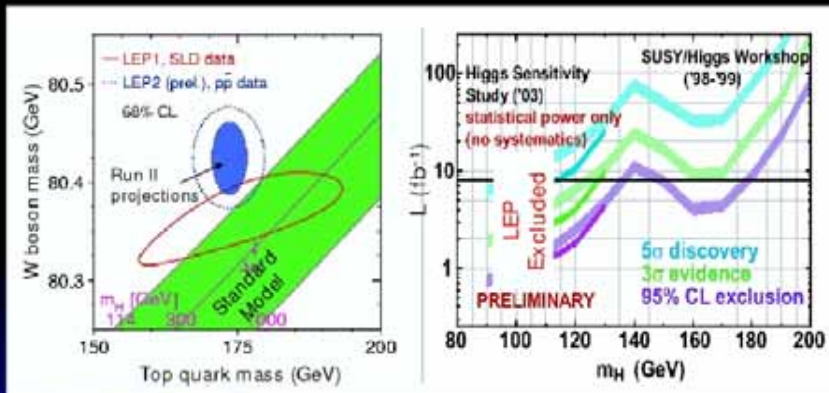 LEP1, SLD data
LEP2 (prel.), pp̄ data
68% CL
Run II
projections
Standard
Model
m_H [GeV]
114 300 1000
80.5
80.4
80.3
W boson mass (GeV)
150 175 200
Top quark mass (GeV)
Higgs Sensitivity
Study ('03)
statistical power only
(no systematics)
SUSY/Higgs Workshop
('98-'99)
LEP
Excluded
5σ discovery
3σ evidence
95% CL exclusion
PRELIMINARY
100
10
1
L (fb⁻¹)
80 100 120 140 160 180 200
m_H (GeV)